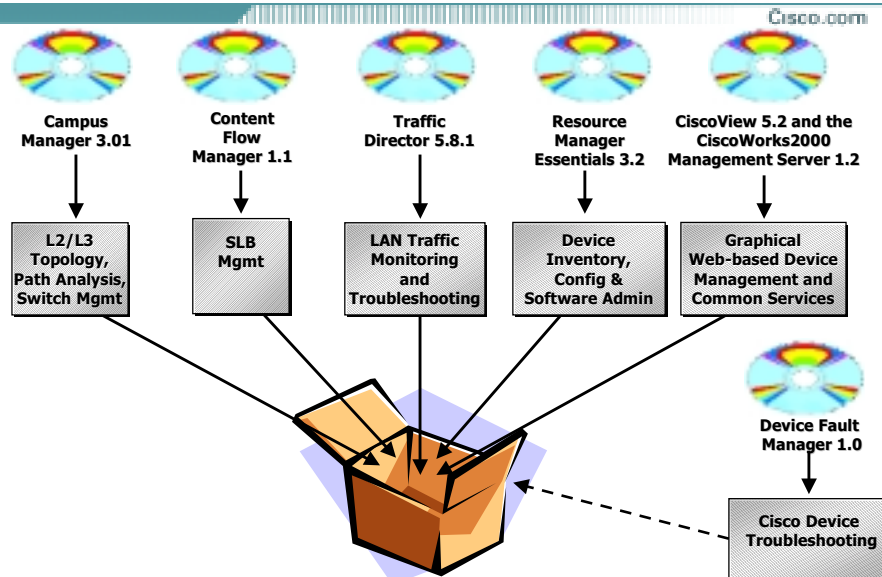 Cisco.com
Campus
Manager 3.01
Content
Flow
Manager 1.1
Traffic
Director 5.8.1
Resource
Manager
Essentials 3.2
CiscoView 5.2 and the
CiscoWorks2000
Management Server 1.2
L2/L3
Topology,
Path Analysis,
Switch Mgmt
SLB
Mgmt
LAN Traffic
Monitoring
and
Troubleshooting
Device
Inventory,
Config &
Software Admin
Graphical
Web-based Device
Management and
Common Services
Device Fault
Manager 1.0
Cisco Device
Troubleshooting